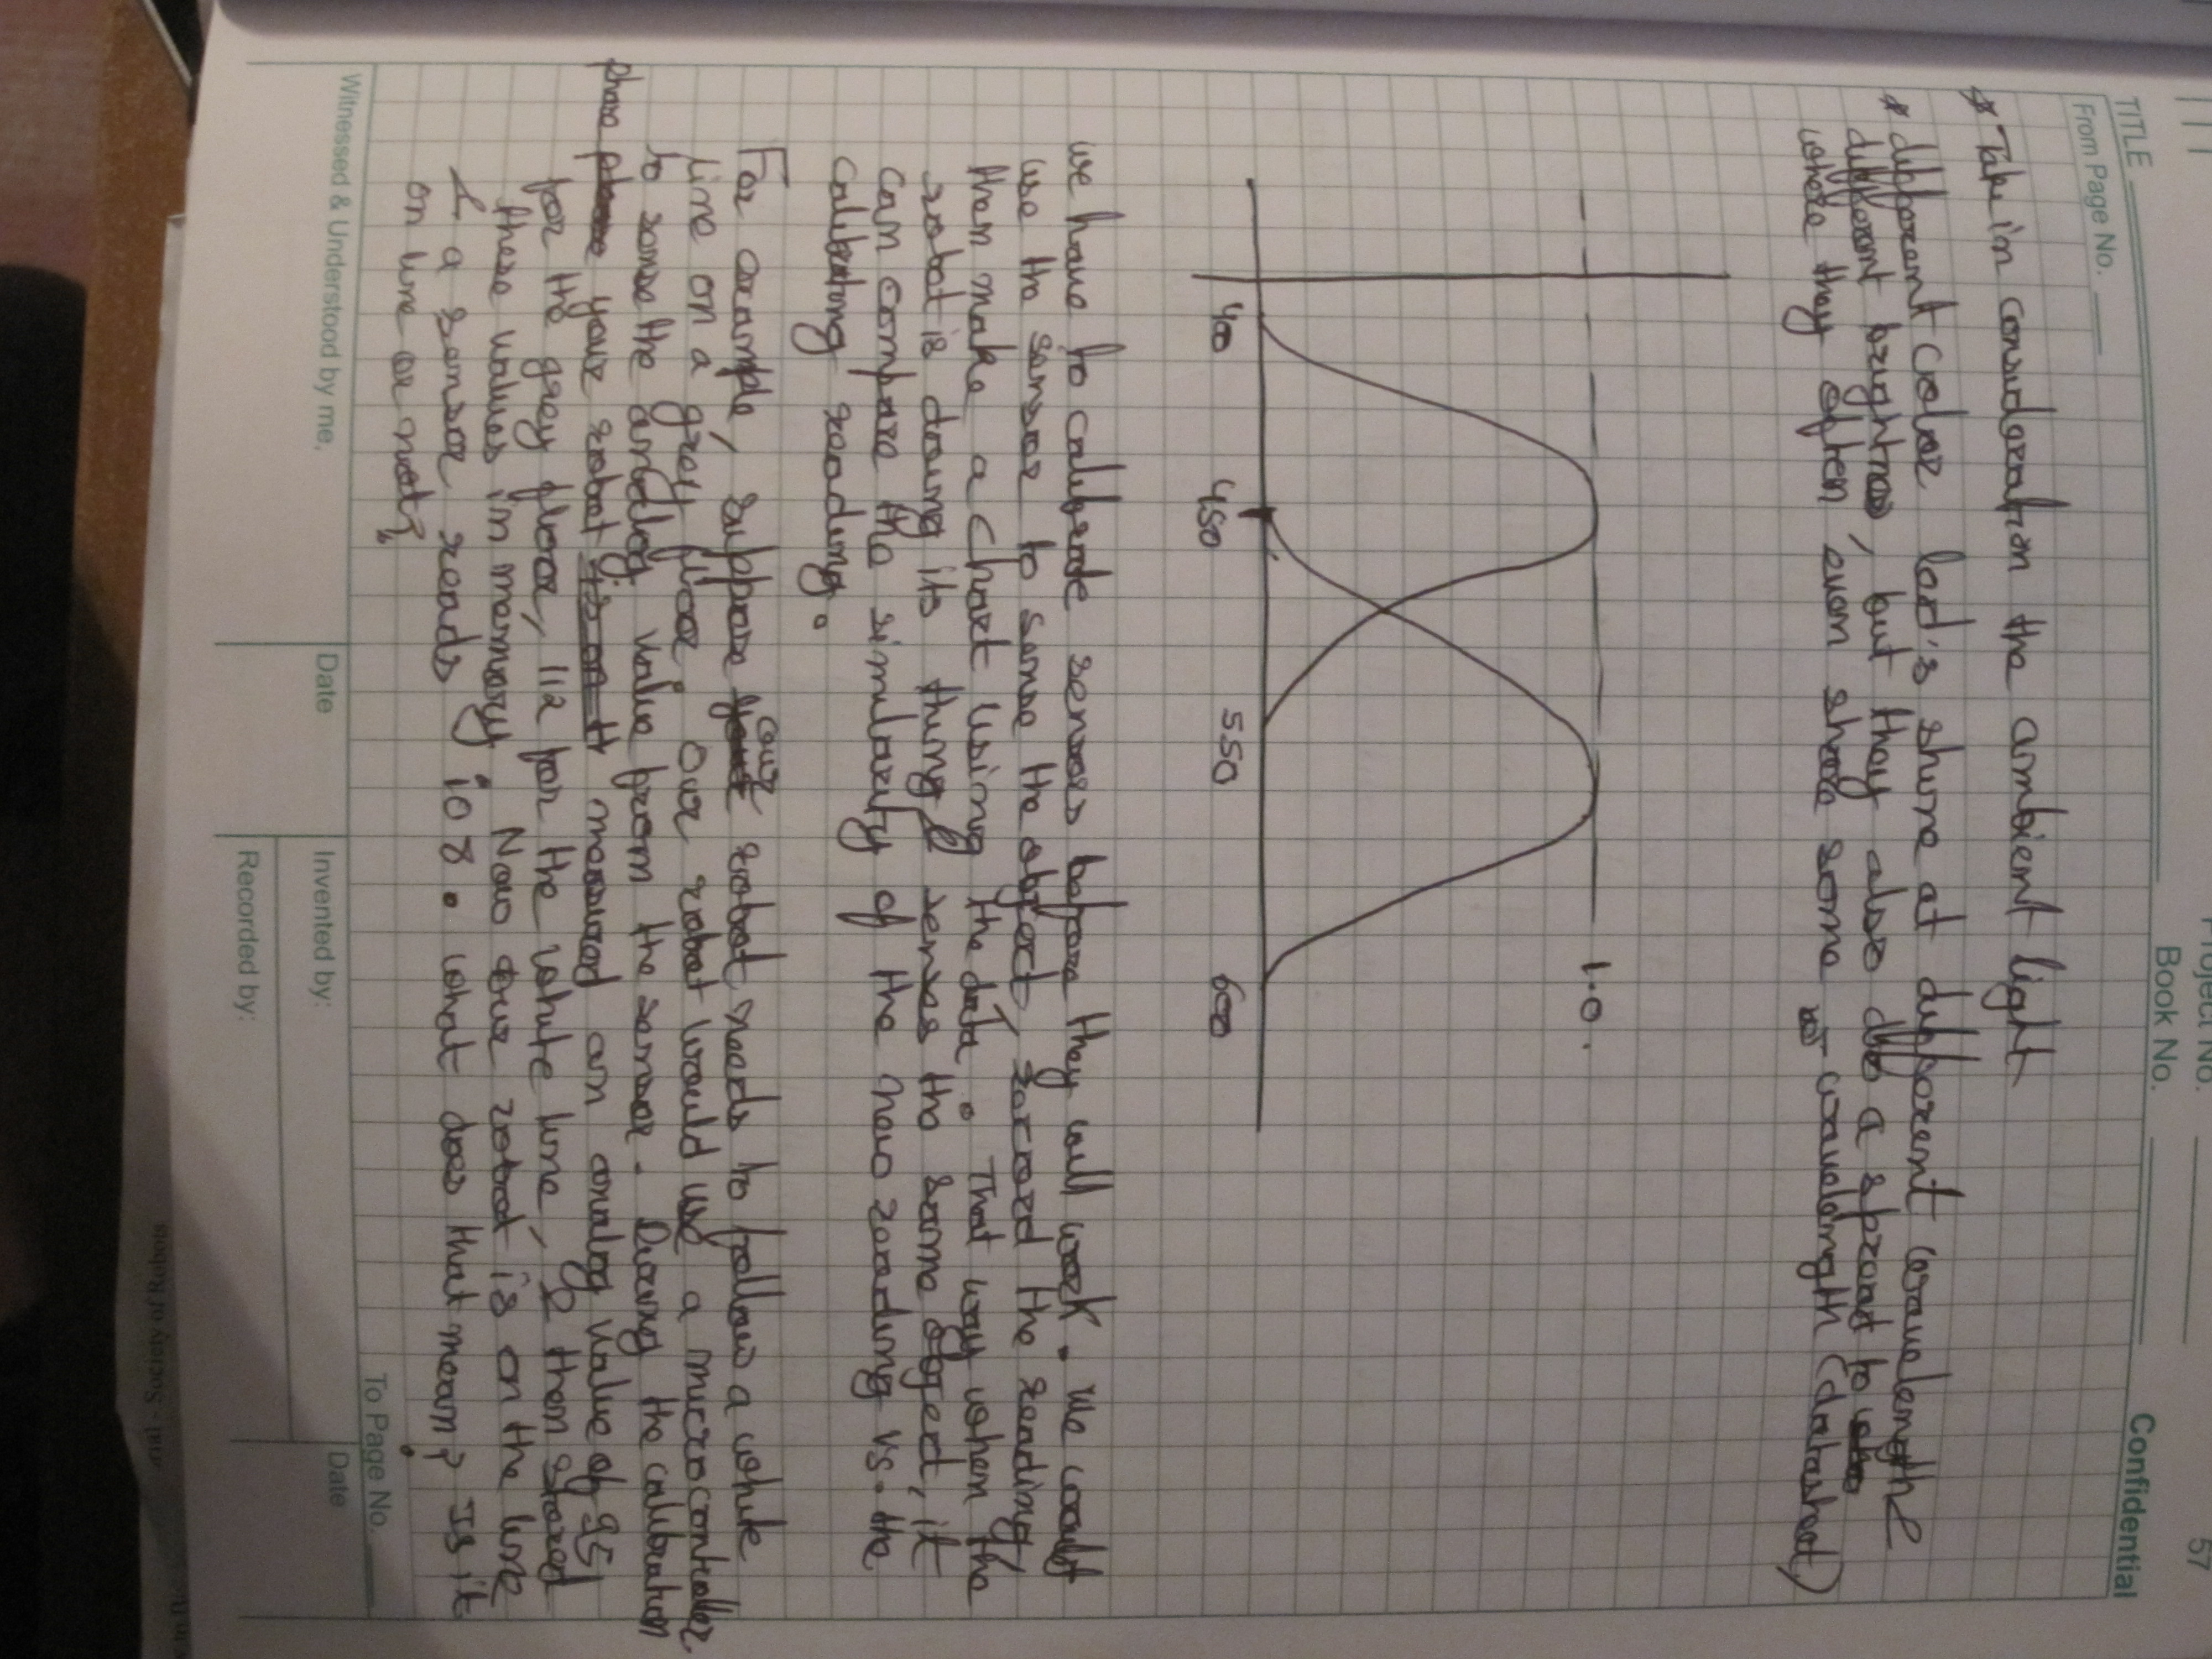 Project No.
57
TITLE
Book No.
Confidential
From Page No.
* Take in consideration the ambient light
* different color led's shine at different wavelengths &
different brightness, but they also do a spread to
where they often, even share some wavelength (datasheet)
1.0
400
450
550
600
we have to calibrate sensors before they will work. We would
use the sensor to sense the object, record the reading,
then make a chart using the data. That way when the
robot is doing its thing & senses the same object, it
can compare the similarity of the new reading vs. the
calibrating reading.
For example, suppose our robot needs to follow a white
line on a grey floor. Our robot would use a microcontroller
to sense the analog value from the sensor. During the calibration
phase your robot measured an analog value of 95
for the grey floor, 112 for the white line, & then stored
these values in memory. Now our robot is on the line
& a sensor reads 108. what does that mean? Is it
on line or not?
To Page No.
Witnessed & Understood by me,
Date
Invented by:
Date
Recorded by:
rial - Society of Robots